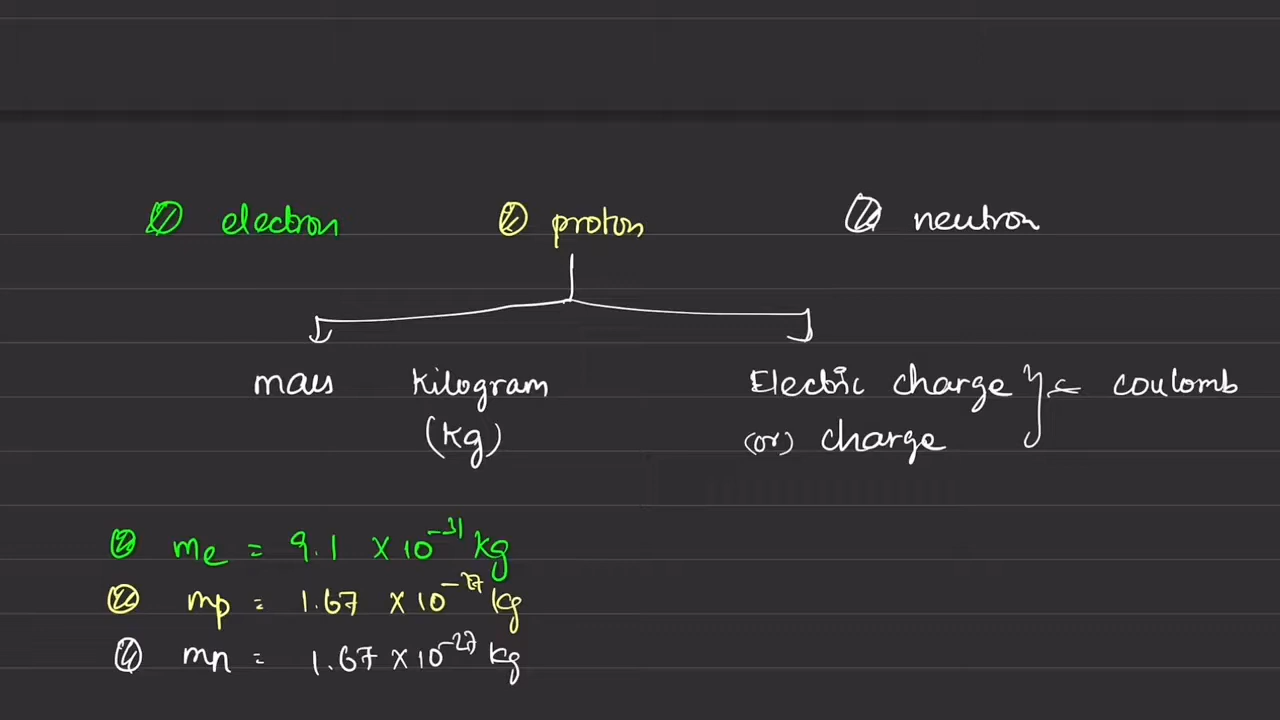 electron proton neutron
mass kilogram Electric charge } = coulomb
(kg) (or) charge
me = 9.1 × 10⁻³¹ kg
mp = 1.67 × 10⁻²⁷ kg
mn = 1.67 × 10⁻²⁷ kg